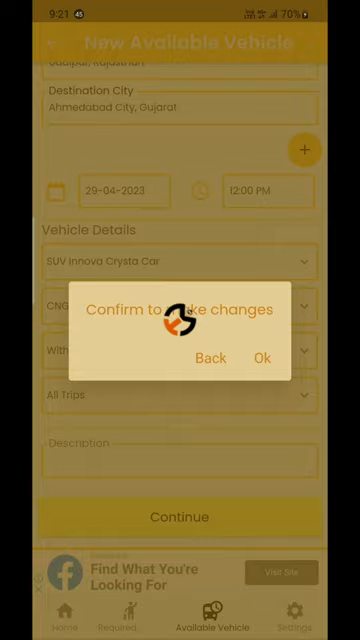 9:21 45 70%
New Available Vehicle
Udaipur, Rajasthan
Destination City
Ahmedabad City, Gujarat
+
29-04-2023 12:00 PM
Vehicle Details
SUV Innova Crysta Car
CNG
Confirm to make changes
With
Back Ok
All Trips
Description
Continue
Find What You're
Looking For
Visit Site
Home Required... Available Vehicle Settings